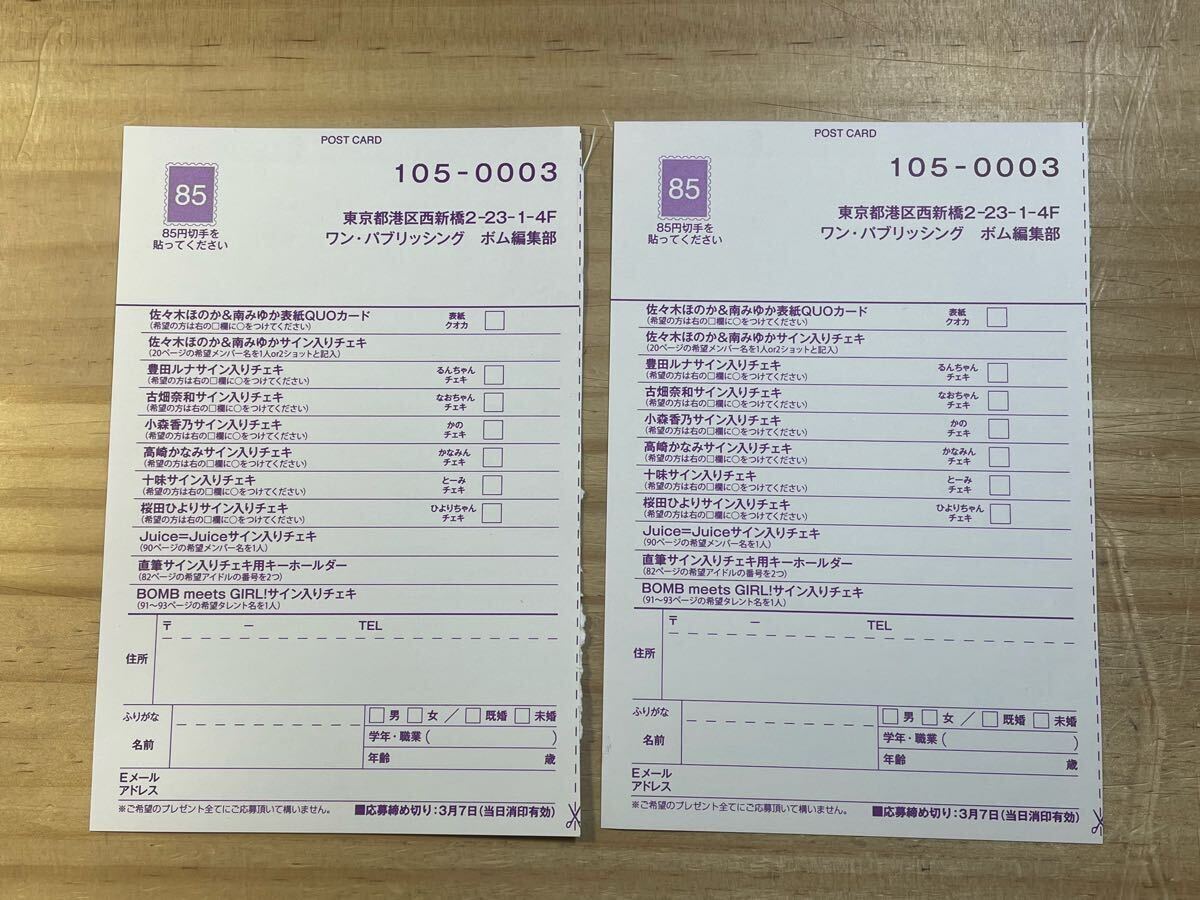 POST CARD
85
85円切手を
貼ってください
105-0003
東京都港区西新橋2-23-1-4F
ワン・パブリッシング ボム編集部
佐々木ほのか&南みゆか表紙QUOカード
(希望の方は右の□欄に○をつけてください)
表紙
クオカ
佐々木ほのか&南みゆかサイン入りチェキ
(20ページの希望メンバー名を1人or2ショットと記入)
豊田ルナサイン入りチェキ
(希望の方は右の□欄に○をつけてください)
るんちゃん
チェキ
古畑奈和サイン入りチェキ
(希望の方は右の□欄に○をつけてください)
なおちゃん
チェキ
小森香乃サイン入りチェキ
(希望の方は右の□欄に○をつけてください)
かの
チェキ
高崎かなみサイン入りチェキ
(希望の方は右の□欄に○をつけてください)
かなみん
チェキ
十味サイン入りチェキ
(希望の方は右の□欄に○をつけてください)
とーみ
チェキ
桜田ひよりサイン入りチェキ
(希望の方は右の□欄に○をつけてください)
ひよりちゃん
チェキ
Juice=Juiceサイン入りチェキ
(90ページの希望メンバー名を1人)
直筆サイン入りチェキ用キーホルダー
(82ページの希望アイドルの番号を2つ)
BOMB meets GIRL!サイン入りチェキ
(91〜93ページの希望タレント名を1人)
〒 ー TEL
住所
ふりがな
名前
□男 □女 / □既婚 □未婚
学年・職業( )
年齢 歳
Eメール
アドレス
※ご希望のプレゼント全てにご応募頂いて構いません。
■応募締め切り:3月7日(当日消印有効)
POST CARD
85
85円切手を
貼ってください
105-0003
東京都港区西新橋2-23-1-4F
ワン・パブリッシング ボム編集部
佐々木ほのか&南みゆか表紙QUOカード
(希望の方は右の□欄に○をつけてください)
表紙
クオカ
佐々木ほのか&南みゆかサイン入りチェキ
(20ページの希望メンバー名を1人or2ショットと記入)
豊田ルナサイン入りチェキ
(希望の方は右の□欄に○をつけてください)
るんちゃん
チェキ
古畑奈和サイン入りチェキ
(希望の方は右の□欄に○をつけてください)
なおちゃん
チェキ
小森香乃サイン入りチェキ
(希望の方は右の□欄に○をつけてください)
かの
チェキ
高崎かなみサイン入りチェキ
(希望の方は右の□欄に○をつけてください)
かなみん
チェキ
十味サイン入りチェキ
(希望の方は右の□欄に○をつけてください)
とーみ
チェキ
桜田ひよりサイン入りチェキ
(希望の方は右の□欄に○をつけてください)
ひよりちゃん
チェキ
Juice=Juiceサイン入りチェキ
(90ページの希望メンバー名を1人)
直筆サイン入りチェキ用キーホルダー
(82ページの希望アイドルの番号を2つ)
BOMB meets GIRL!サイン入りチェキ
(91〜93ページの希望タレント名を1人)
〒 ー TEL
住所
ふりがな
名前
□男 □女 / □既婚 □未婚
学年・職業( )
年齢 歳
Eメール
アドレス
※ご希望のプレゼント全てにご応募頂いて構いません。
■応募締め切り:3月7日(当日消印有効)